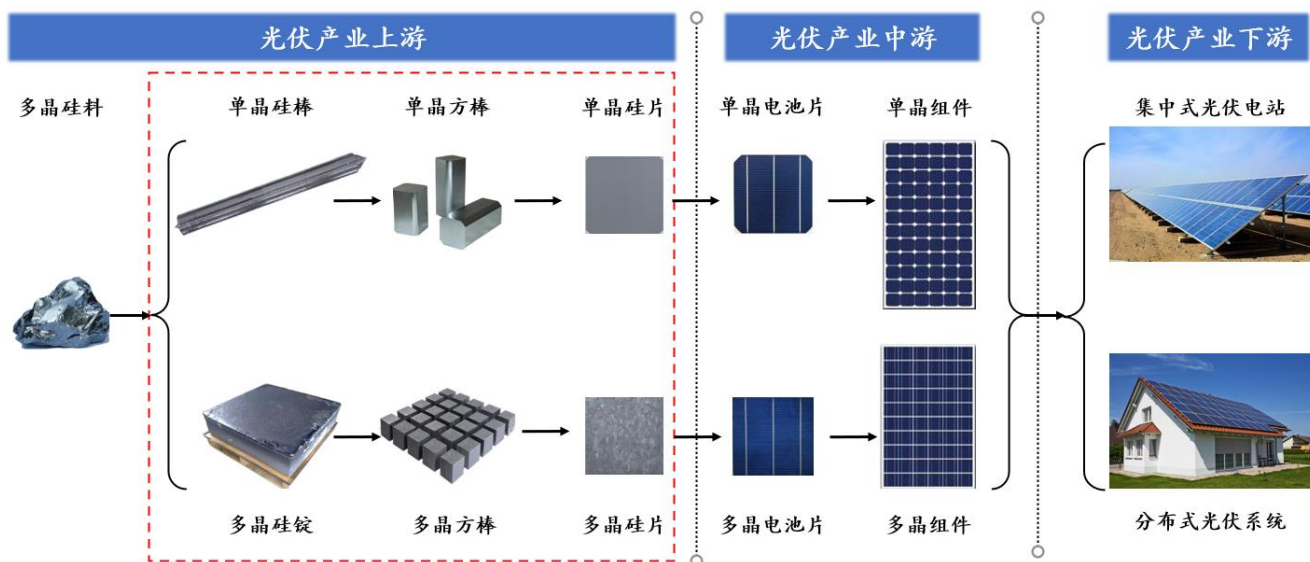 光伏产业上游
光伏产业中游
光伏产业下游
多晶硅料
单晶硅棒
单晶方棒
单晶硅片
单晶电池片
单晶组件
集中式光伏电站
多晶硅锭
多晶方棒
多晶硅片
多晶电池片
多晶组件
分布式光伏系统